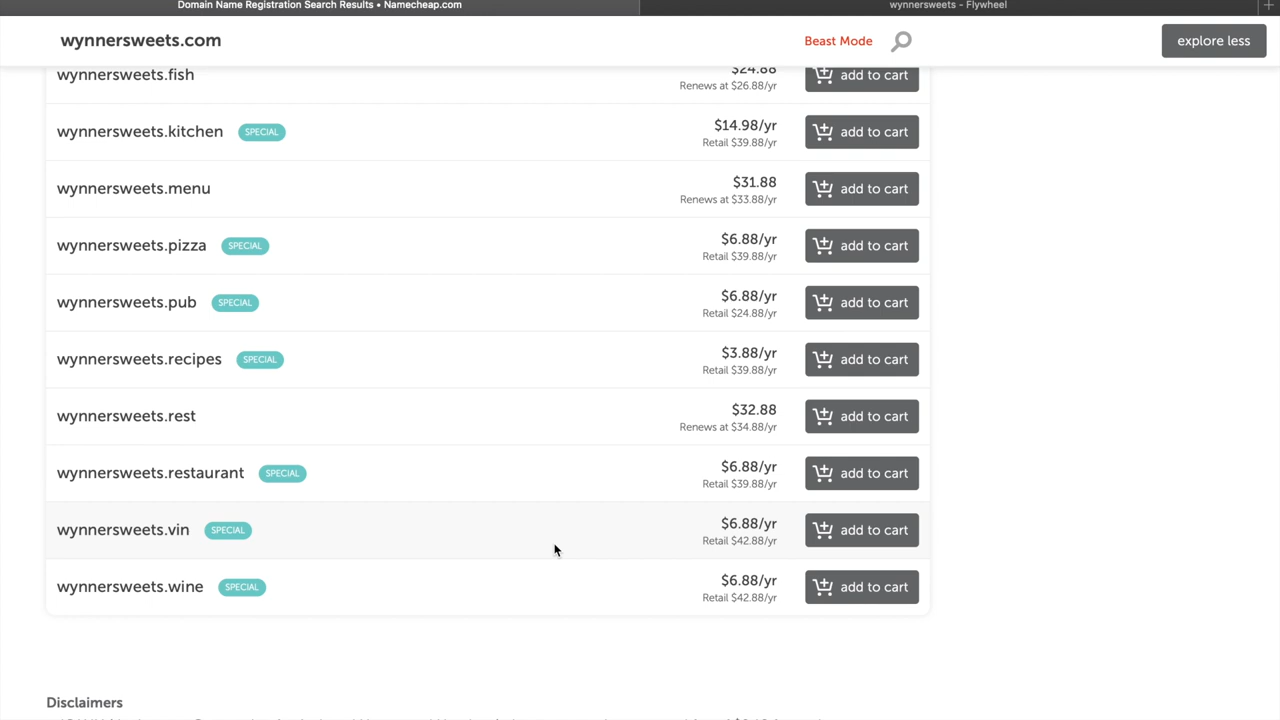 Domain Name Registration Search Results • Namecheap.com
wynnersweets - Flywheel
wynnersweets.com
Beast Mode
explore less
wynnersweets.fish
$24.88
Renews at $26.88/yr
add to cart
wynnersweets.kitchen SPECIAL
$14.98/yr
Retail $39.88/yr
add to cart
wynnersweets.menu
$31.88
Renews at $33.88/yr
add to cart
wynnersweets.pizza SPECIAL
$6.88/yr
Retail $39.88/yr
add to cart
wynnersweets.pub SPECIAL
$6.88/yr
Retail $24.88/yr
add to cart
wynnersweets.recipes SPECIAL
$3.88/yr
Retail $39.88/yr
add to cart
wynnersweets.rest
$32.88
Renews at $34.88/yr
add to cart
wynnersweets.restaurant SPECIAL
$6.88/yr
Retail $39.88/yr
add to cart
wynnersweets.vin SPECIAL
$6.88/yr
Retail $42.88/yr
add to cart
wynnersweets.wine SPECIAL
$6.88/yr
Retail $42.88/yr
add to cart
Disclaimers